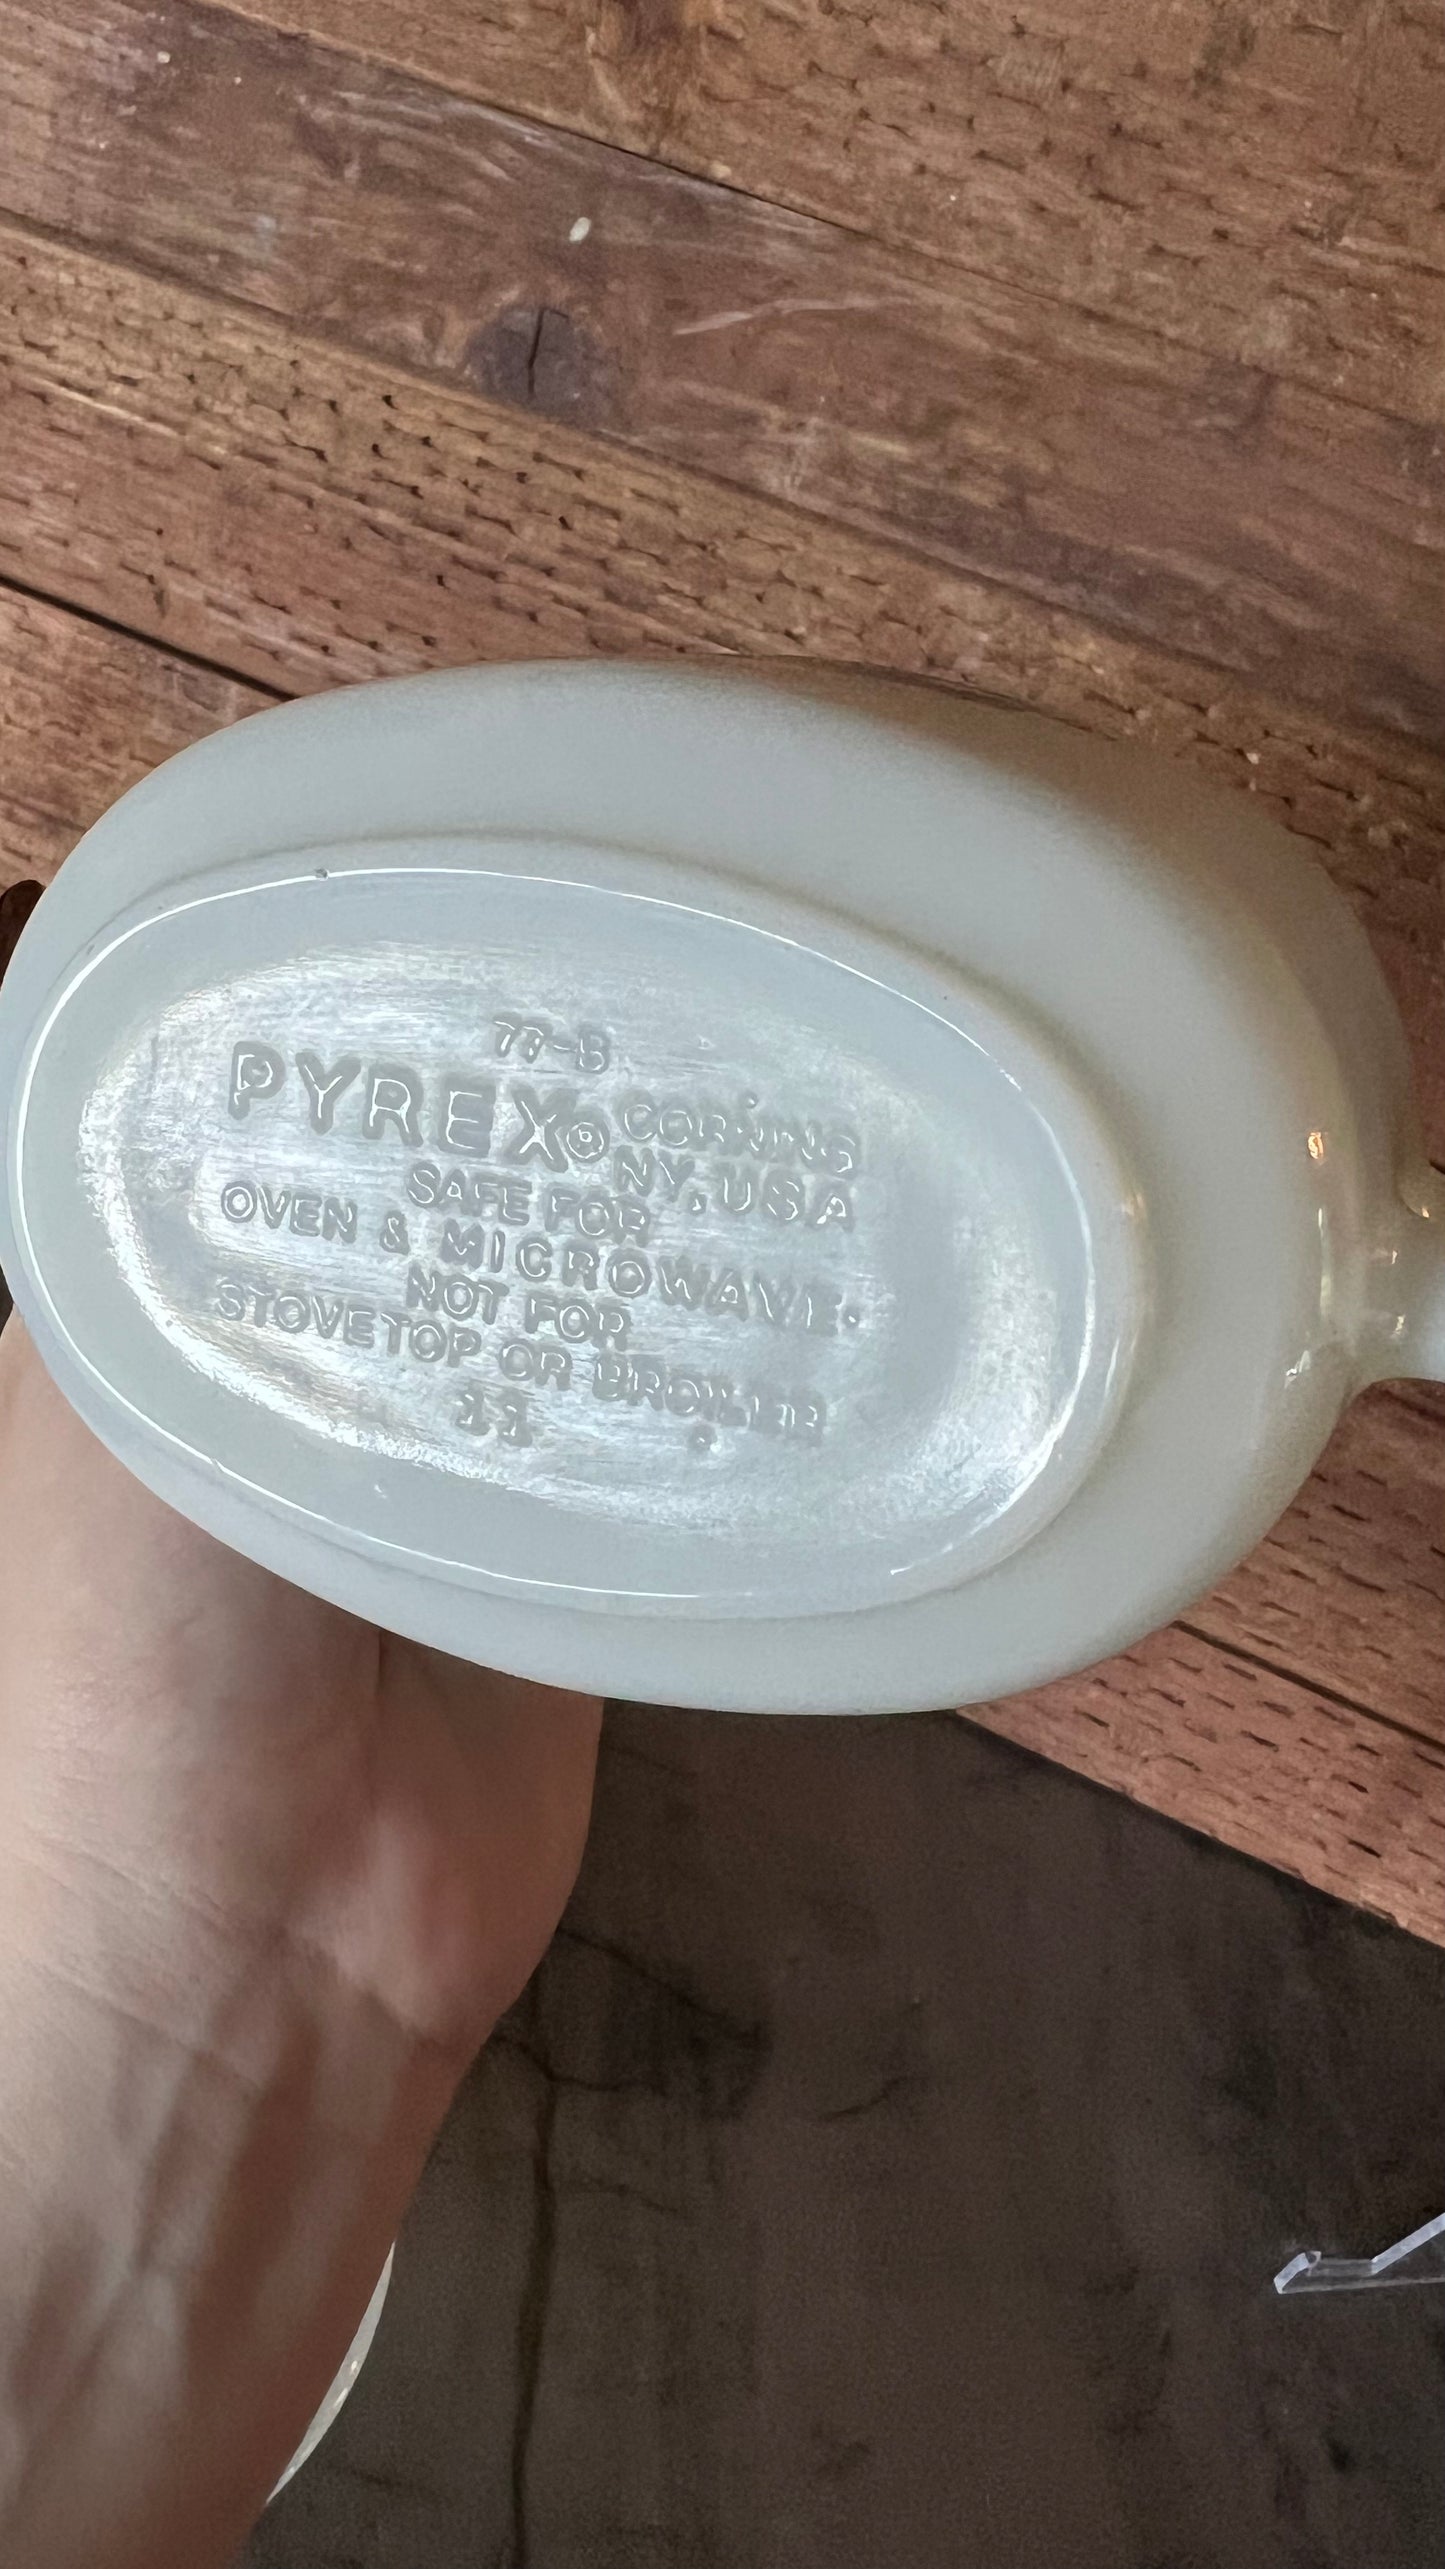 77-B
PYREX® CORNING
NY, USA
SAFE FOR
OVEN & MICROWAVE.
NOT FOR
STOVETOP OR BROILER
11